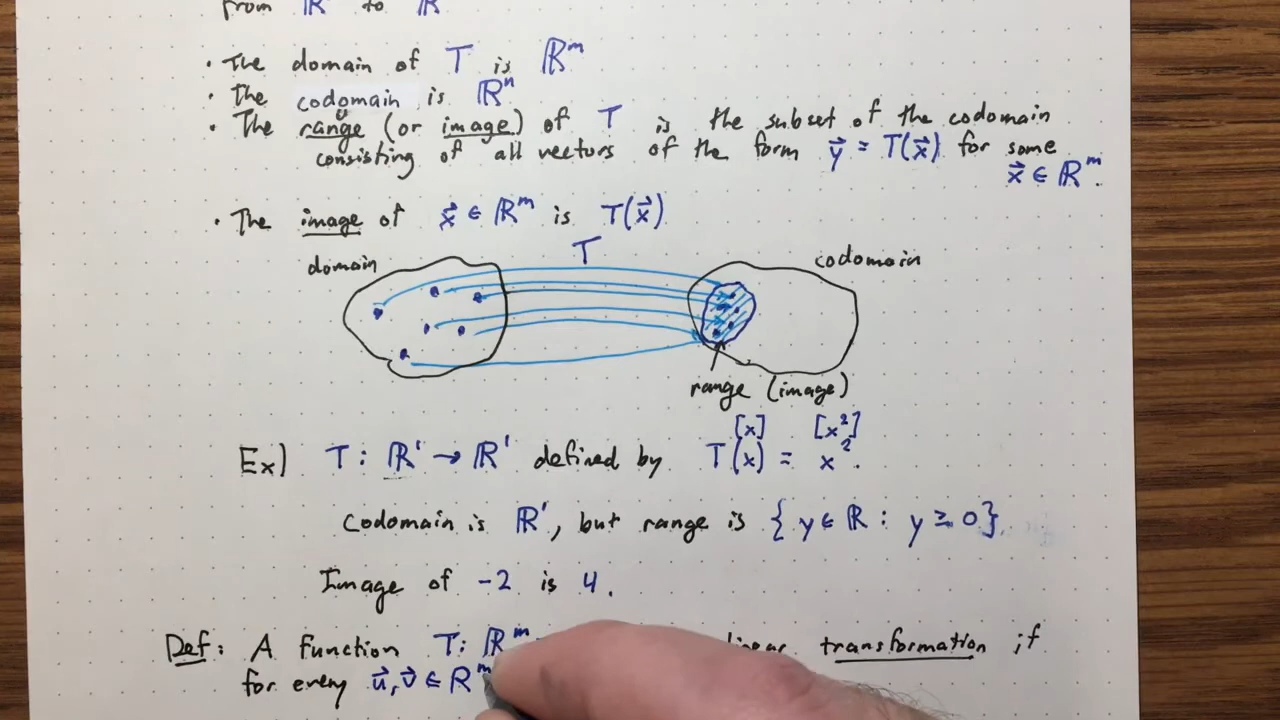 from ℝ to ℝ
• The domain of T is ℝᵐ
• The codomain is ℝⁿ
• The range (or image) of T is the subset of the codomain
consisting of all vectors of the form y⃗ = T(x⃗) for some
x⃗ ∈ ℝᵐ.
• The image of x⃗ ∈ ℝᵐ is T(x⃗)
T
domain
codomain
range (image)
[x] [x²]
Ex) T: ℝ¹ → ℝ¹ defined by T(x) = x².
Codomain is ℝ¹, but range is {y ∈ ℝ : y ≥ 0}.
Image of -2 is 4.
Def: A function T: ℝᵐ linear transformation if
for every u⃗, v⃗ ∈ ℝᵐ